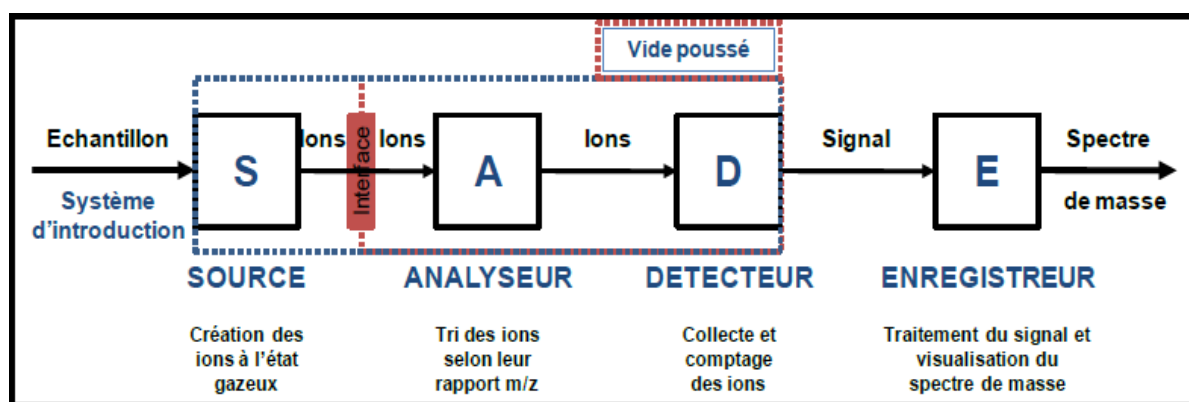 Vide poussé
Echantillon
Ions
Ions
Ions
Signal
Spectre
S
Interface
A
D
E
Système
d'introduction
de masse
SOURCE
ANALYSEUR
DETECTEUR
ENREGISTREUR
Création des
ions à l'état
gazeux
Tri des ions
selon leur
rapport m/z
Collecte et
comptage
des ions
Traitement du signal et
visualisation du
spectre de masse